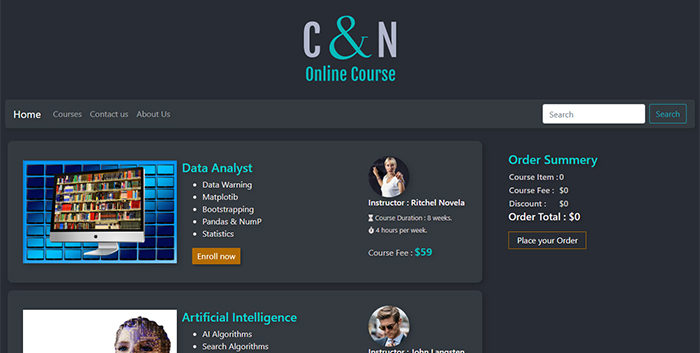 C & N
Online Course
Home Courses Contact us About Us Search Search
Data Analyst
Data Warning
Matplotib
Bootstrapping
Pandas & NumP
Statistics
Enroll now
Instructor : Ritchel Novela
Course Duration : 8 weeks.
4 hours per week.
Course Fee : $59
Order Summery
Course Item : 0
Course Fee : $0
Discount : $0
Order Total : $0
Place your Order
Artificial Intelligence
AI Algorithms
Search Algorithms
Instructor : John Langsten